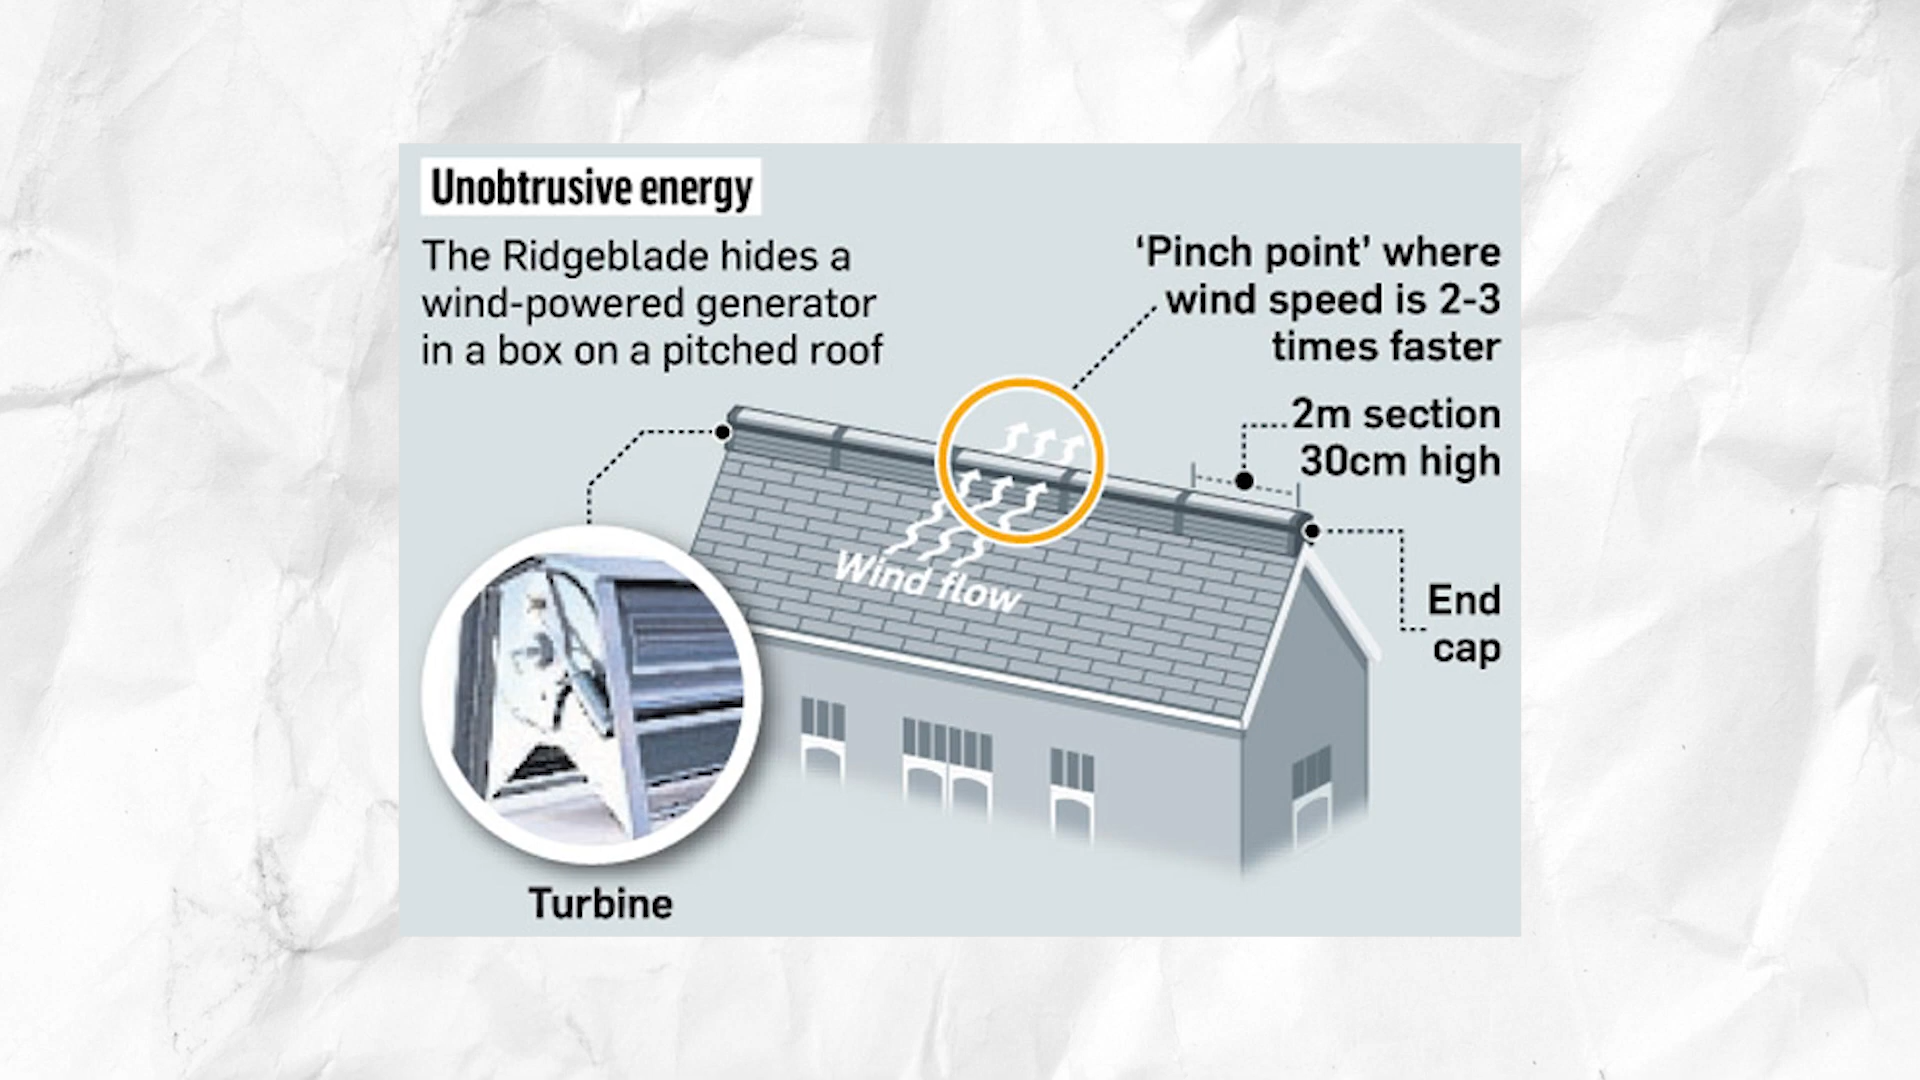 Unobtrusive energy
The Ridgeblade hides a
wind-powered generator
in a box on a pitched roof
‘Pinch point’ where
wind speed is 2-3
times faster
2m section
30cm high
Wind flow
End
cap
Turbine